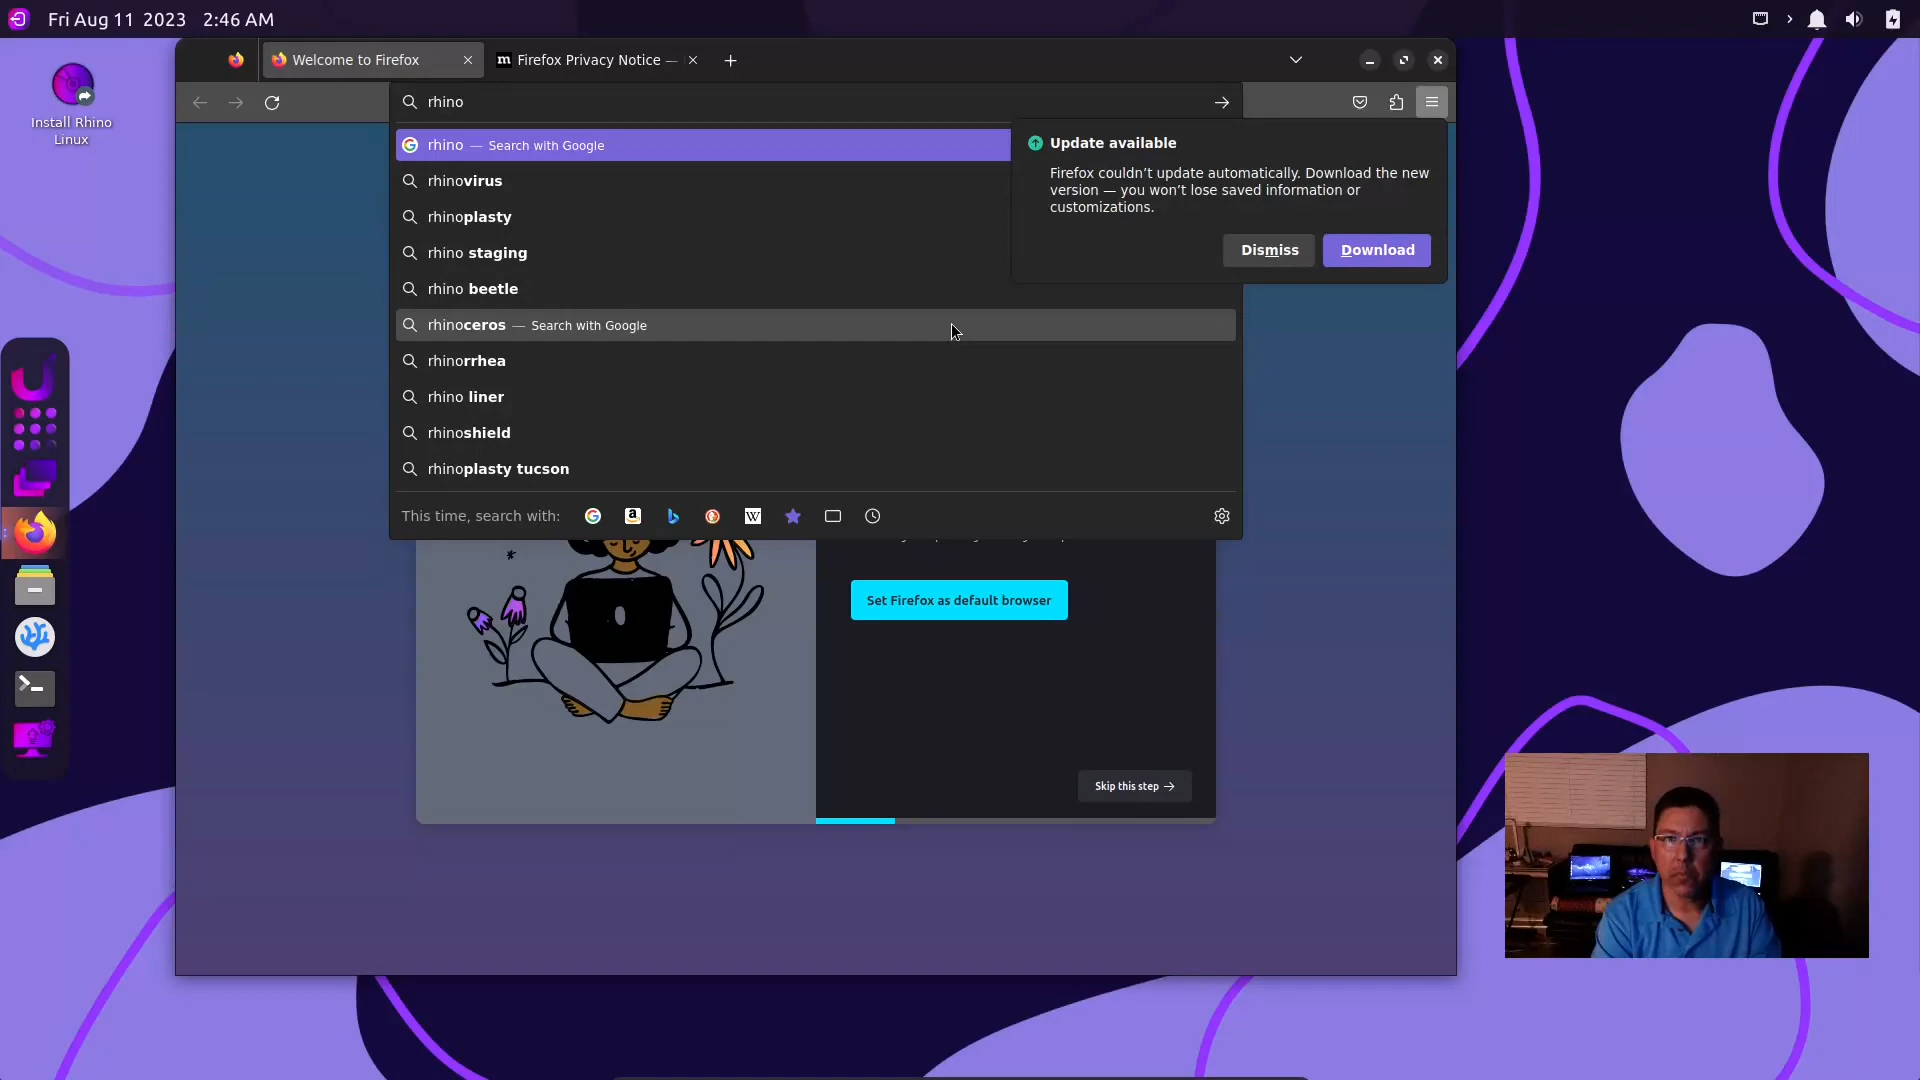 Fri Aug 11 2023 2:46 AM
Install Rhino
Linux
Welcome to Firefox
m Firefox Privacy Notice —
rhino
rhino — Search with Google
rhinovirus
rhinoplasty
rhino staging
rhino beetle
rhinoceros — Search with Google
rhinorrhea
rhino liner
rhinoshield
rhinoplasty tucson
This time, search with:
Update available
Firefox couldn’t update automatically. Download the new
version — you won’t lose saved information or
customizations.
Dismiss
Download
Set Firefox as default browser
Skip this step